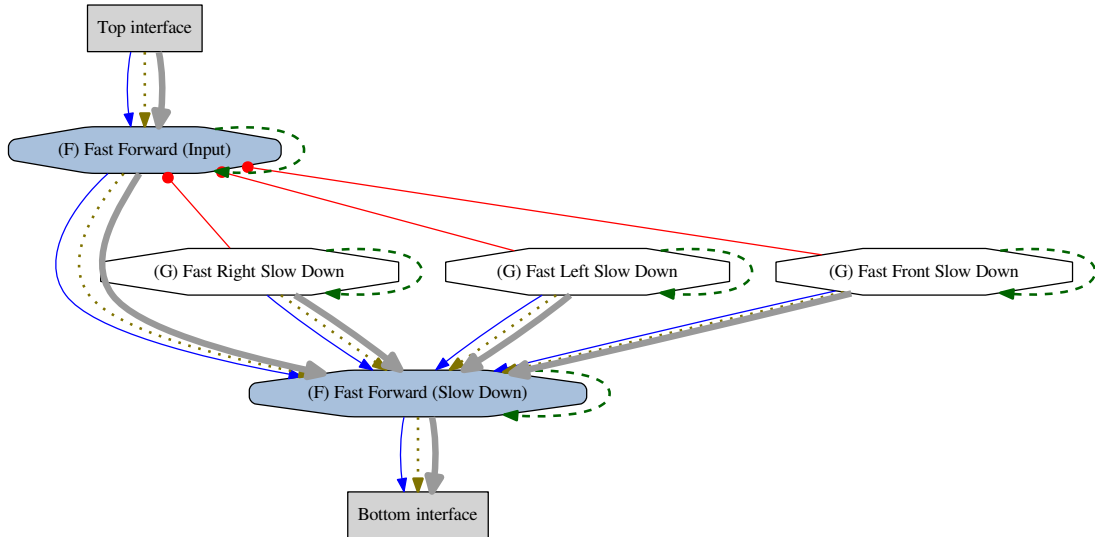 Top interface
(F) Fast Forward (Input)
(G) Fast Right Slow Down
(G) Fast Left Slow Down
(G) Fast Front Slow Down
(F) Fast Forward (Slow Down)
Bottom interface